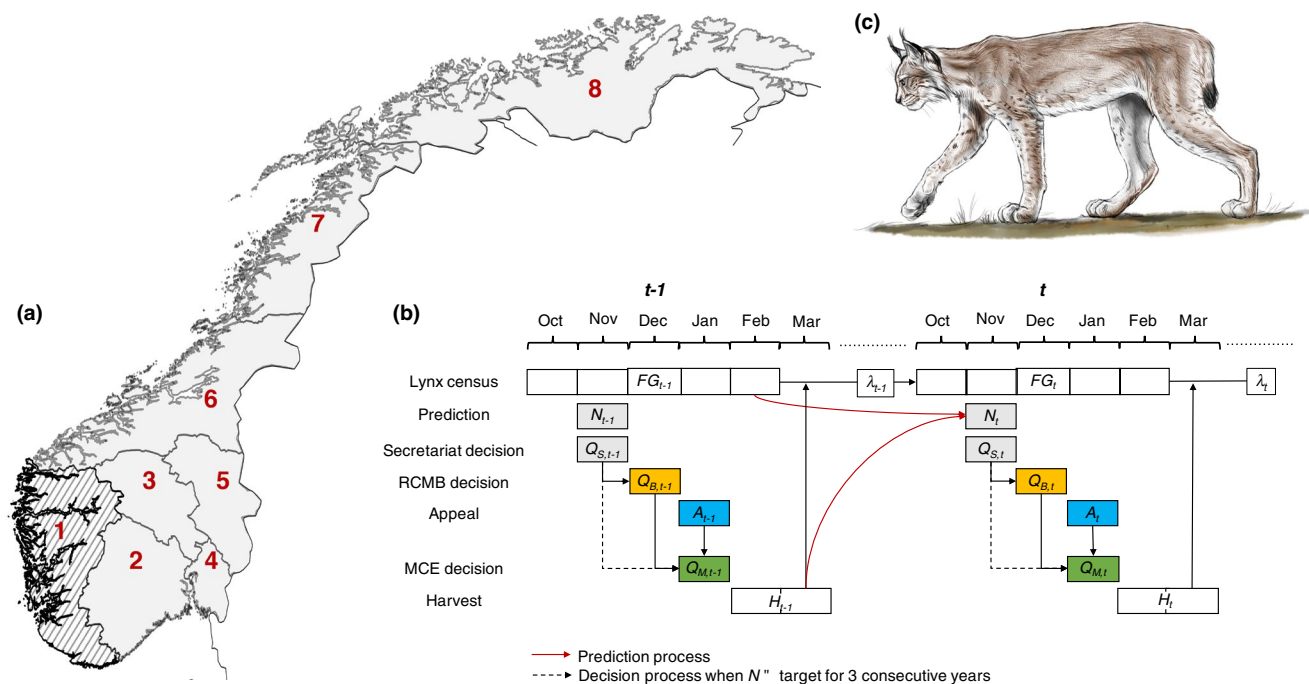 (a)
1
2
3
4
5
6
7
8
(c)
(b)
t-1 t
Oct Nov Dec Jan Feb Mar Oct Nov Dec Jan Feb Mar
Lynx census FGt-1 λt-1 FGt λt
Prediction Nt-1 Nt
Secretariat decision QS,t-1 QS,t
RCMB decision QB,t-1 QB,t
Appeal At-1 At
MCE decision QM,t-1 QM,t
Harvest Ht-1 Ht
Prediction process
Decision process when N " target for 3 consecutive years